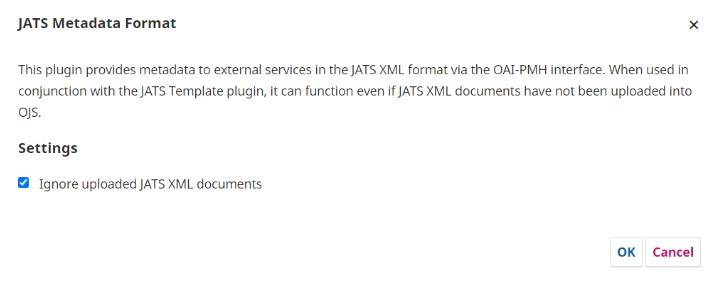 JATS Metadata Format
×
This plugin provides metadata to external services in the JATS XML format via the OAI-PMH interface. When used in
conjunction with the JATS Template plugin, it can function even if JATS XML documents have not been uploaded into
OJS.
Settings
Ignore uploaded JATS XML documents
OK Cancel